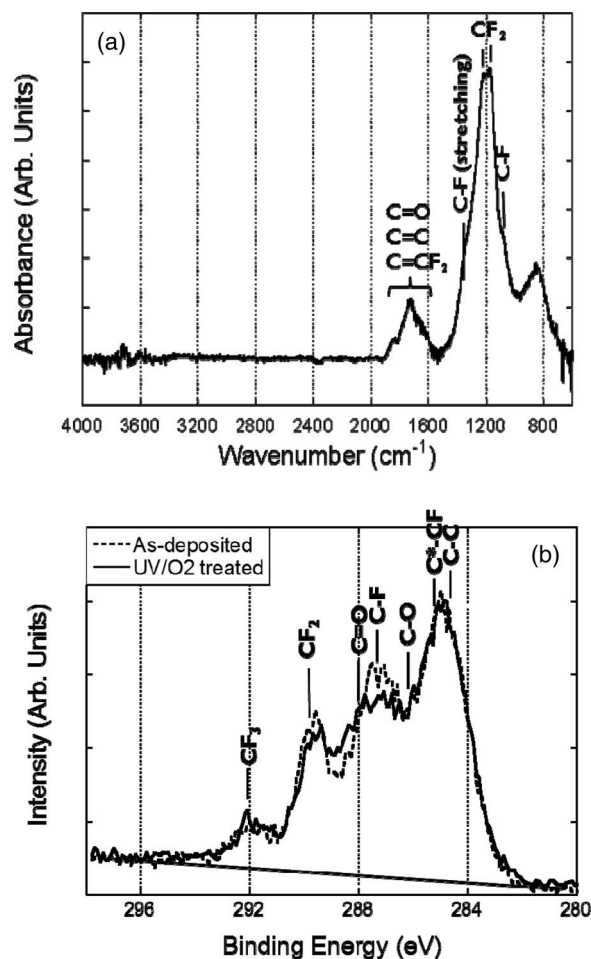 (a)
CF2
C-F (stretching)
C-F
C=O
C=C
C=CF2
Absorbance (Arb. Units)
4000 3600 3200 2800 2400 2000 1600 1200 800
Wavenumber (cm-1)
As-deposited
UV/O2 treated
(b)
C*-CF
C-C
C=O
C-F
C-O
CF2
CF3
Intensity (Arb. Units)
296 292 288 284 280
Binding Energy (eV)